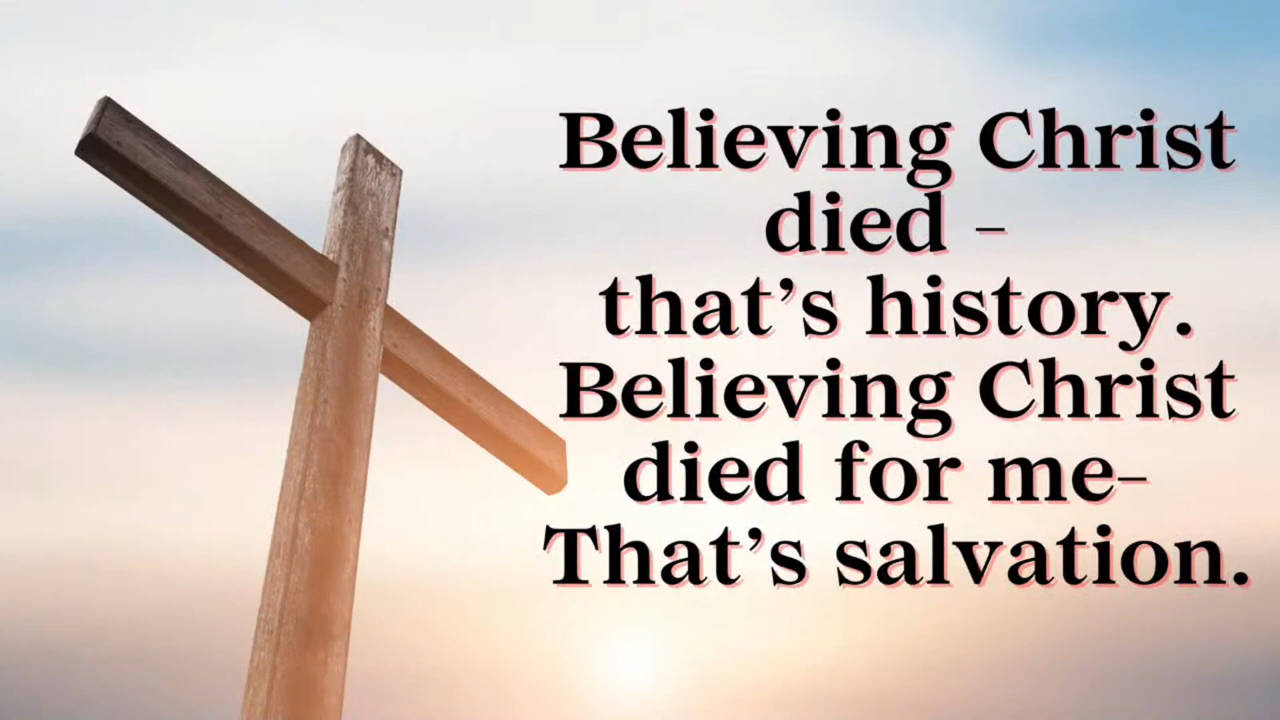 Believing Christ
died -
that’s history.
Believing Christ
died for me-
That’s salvation.